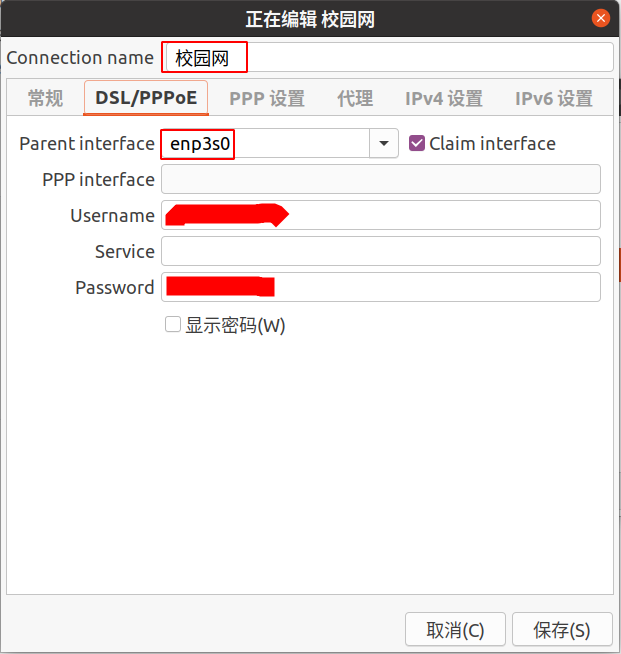 正在编辑 校园网
Connection name 校园网
常规 DSL/PPPoE PPP 设置 代理 IPv4 设置 IPv6 设置
Parent interface enp3s0 Claim interface
PPP interface
Username
Service
Password
显示密码(W)
取消(C) 保存(S)